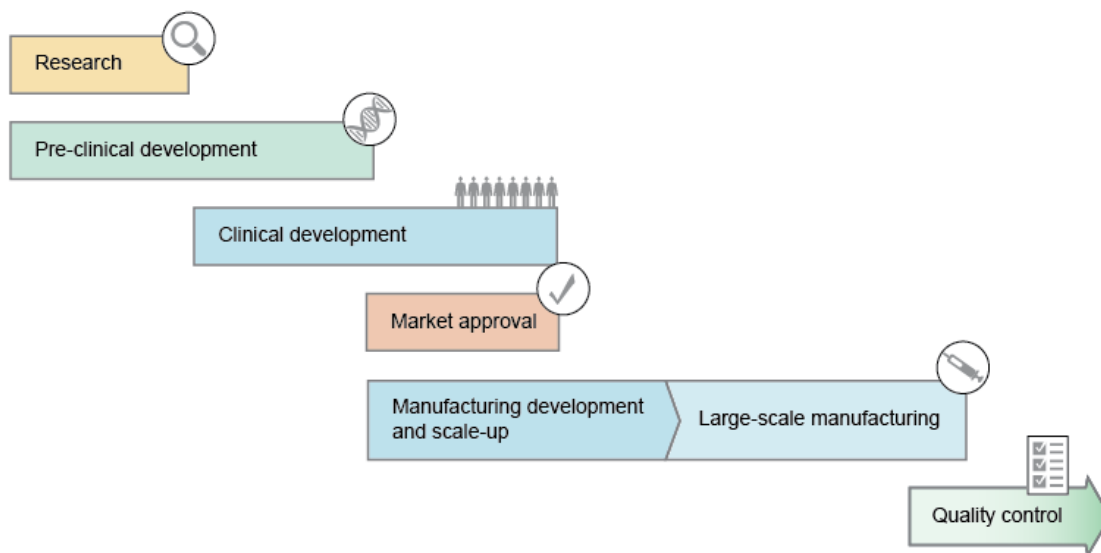 Research
Pre-clinical development
Clinical development
Market approval
Manufacturing development
and scale-up
Large-scale manufacturing
Quality control